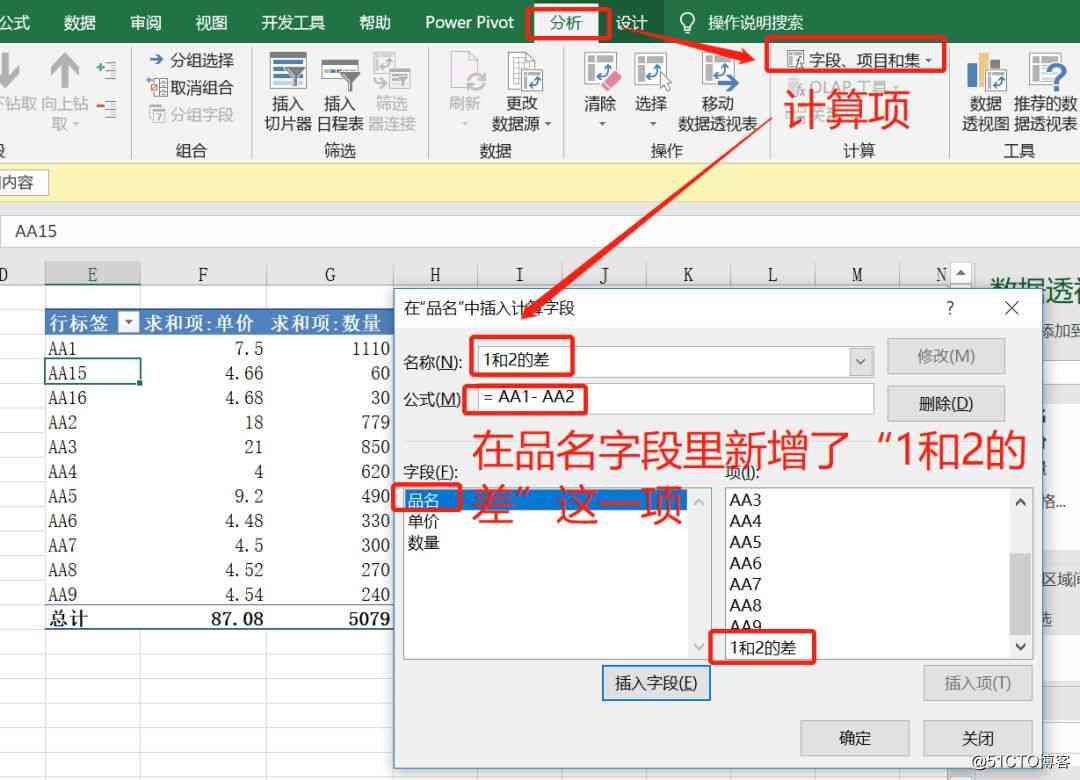 公式 数据 审阅 视图 开发工具 帮助 Power Pivot 分析 设计 操作说明搜索
下钻取 向上钻取
分组选择
取消组合
分组字段
组合
插入切片器
插入日程表
筛选器连接
筛选
刷新
更改数据源
数据
清除
选择
移动数据透视表
操作
字段、项目和集
OLAP 工具
计算项
计算
数据透视图
推荐的数据透视表
工具
内容
AA15
D E F G H I J K L M N
行标签 求和项:单价 求和项:数量
AA1 7.5 1110
AA15 4.66 60
AA16 4.68 30
AA2 18 779
AA3 21 850
AA4 4 620
AA5 9.2 490
AA6 4.48 330
AA7 4.5 300
AA8 4.52 270
AA9 4.54 240
总计 87.08 5079
在"品名"中插入计算字段
?
名称(N): 1和2的差 修改(M)
公式(M) = AA1- AA2 删除(D)
在品名字段里新增了“1和2的
差”这一项
字段(F):
品名
单价
数量
项(I):
AA3
AA4
AA5
AA6
AA7
AA8
AA9
1和2的差
插入字段(E) 插入项(T)
确定 关闭
数据透
添加到
格...
区域间
选
@51CTO博客